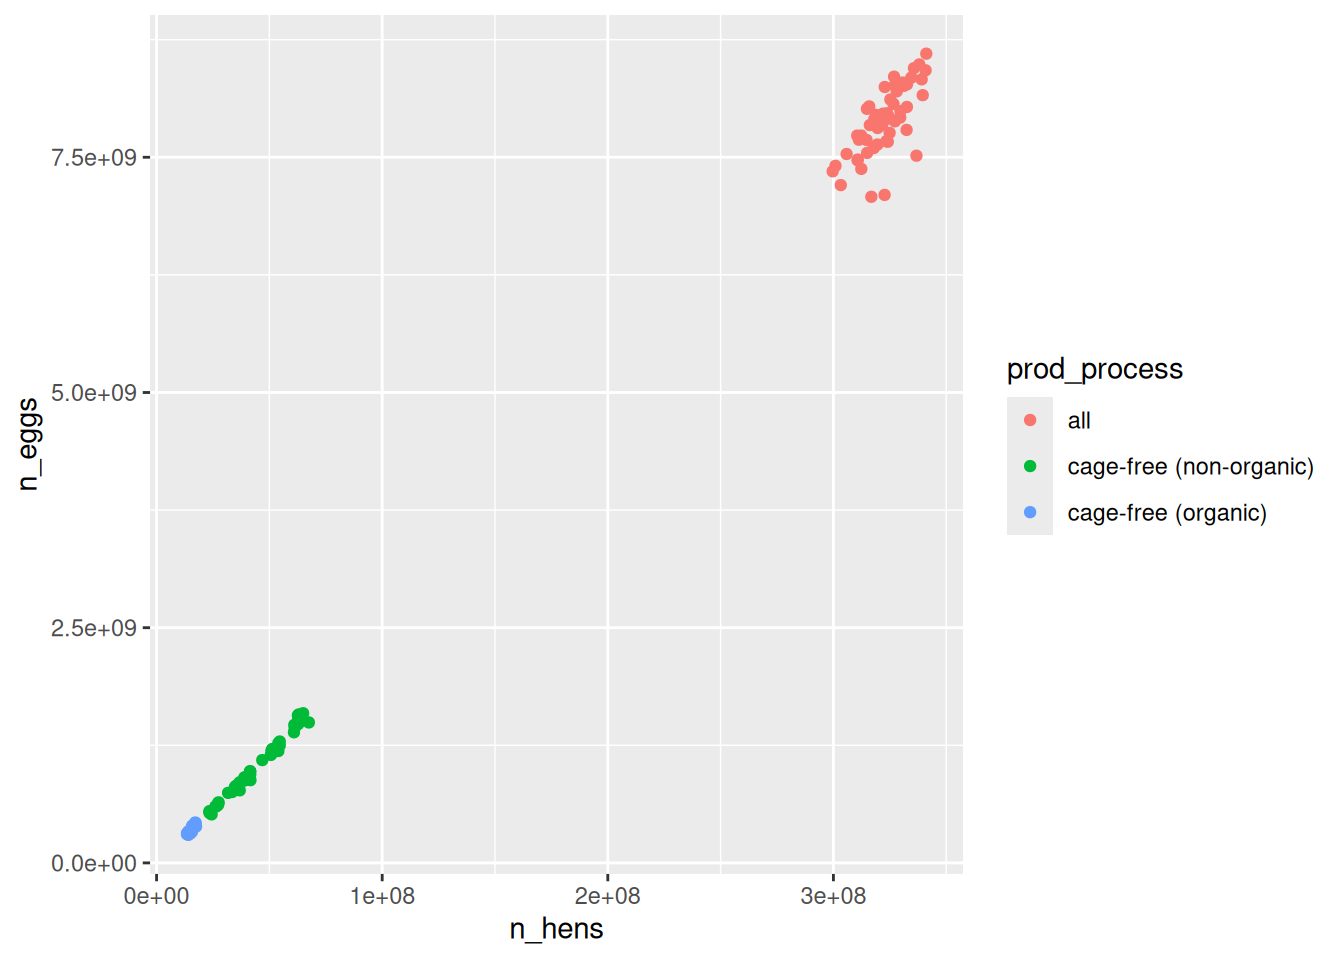 7.5e+09
5.0e+09
2.5e+09
0.0e+00
n_eggs
0e+00 1e+08 2e+08 3e+08
n_hens
prod_process
all
cage-free (non-organic)
cage-free (organic)